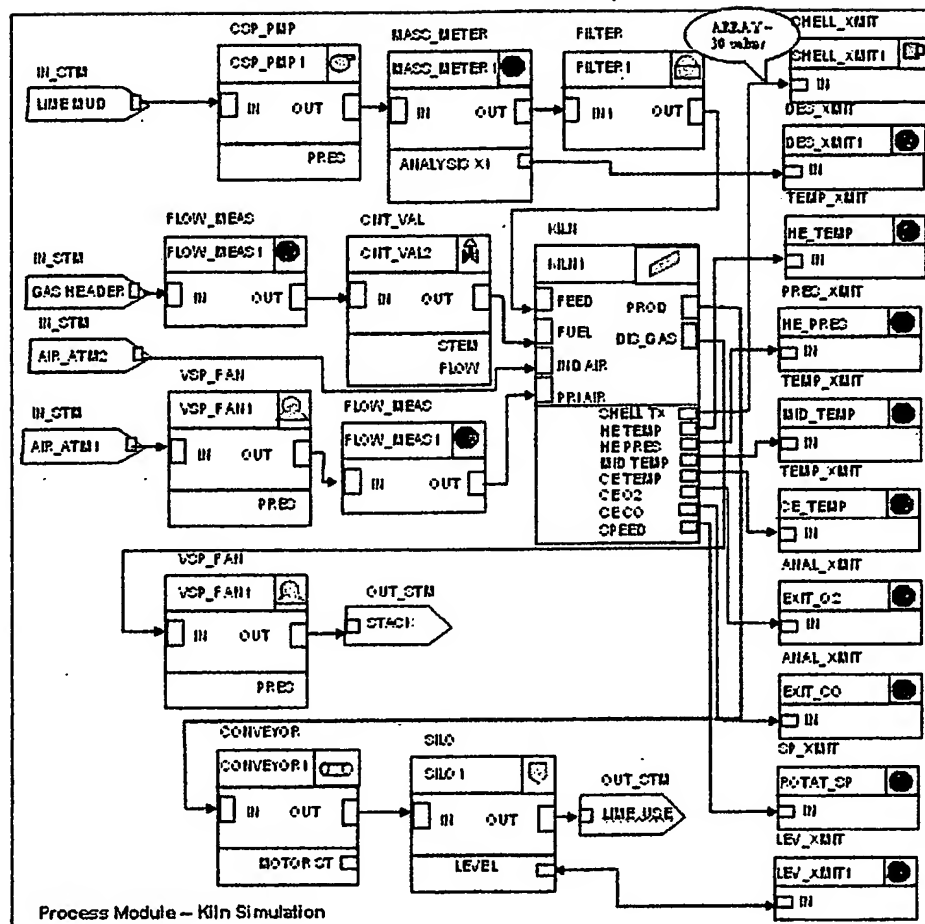 CSP_PMP
CSP_PMP1
IN OUT
PRES
MASS_METER
MASS_METER1
IN OUT
ANALYSIS X1
FILTER
FILTER1
IN1 OUT
ARRAY -
30
SHELL_XMIT
SHELL_XMIT1
IN
IN_STM
LIME MUD
DES_XMIT
DES_XMIT1
IN
FLOW_MEAS
FLOW_MEAS1
IN OUT
CNT_VAL
CNT_VAL2
IN OUT
STEM
FLOW
KILN
KILN1
FEED
FUEL
IND AIR
PRI AIR
PROD
DIS_GAS
SHELL TX
HE TEMP
HE PRES
MID TEMP
CE TEMP
CE O2
CE CO
SPEED
TEMP_XMIT
HE_TEMP
IN
IN_STM
GAS HEADER
IN_STM
AIR_ATM2
PRES_XMIT
HE_PRES
IN
VSP_FAN
VSP_FAN1
IN OUT
PRES
FLOW_MEAS
FLOW_MEAS1
IN OUT
TEMP_XMIT
MID_TEMP
IN
IN_STM
AIR_ATM1
TEMP_XMIT
CE_TEMP
IN
VSP_FAN
VSP_FAN1
IN OUT
PRES
OUT_STM
STACK
ANAL_XMIT
EXIT_O2
IN
ANAL_XMIT
EXIT_CO
IN
CONVEYOR
CONVEYOR1
IN OUT
MOTOR ST
SILO
SILO1
IN OUT
LEVEL
OUT_STM
LIME_USE
SP_XMIT
ROTAT_SP
IN
LEV_XMIT
LEV_XMIT1
IN
Process Module – Kiln Simulation